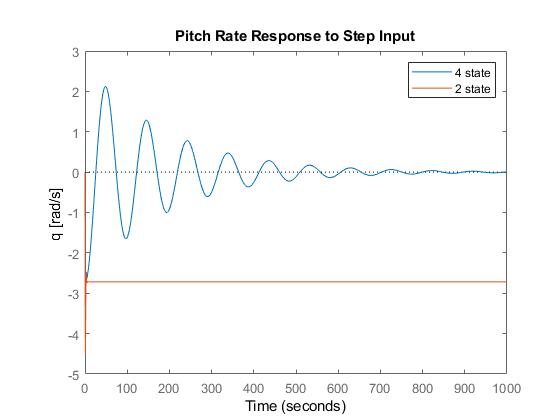 Pitch Rate Response to Step Input
4 state
2 state
3
2
1
0
-1
-2
-3
-4
-5
q [rad/s]
0 100 200 300 400 500 600 700 800 900 1000
Time (seconds)